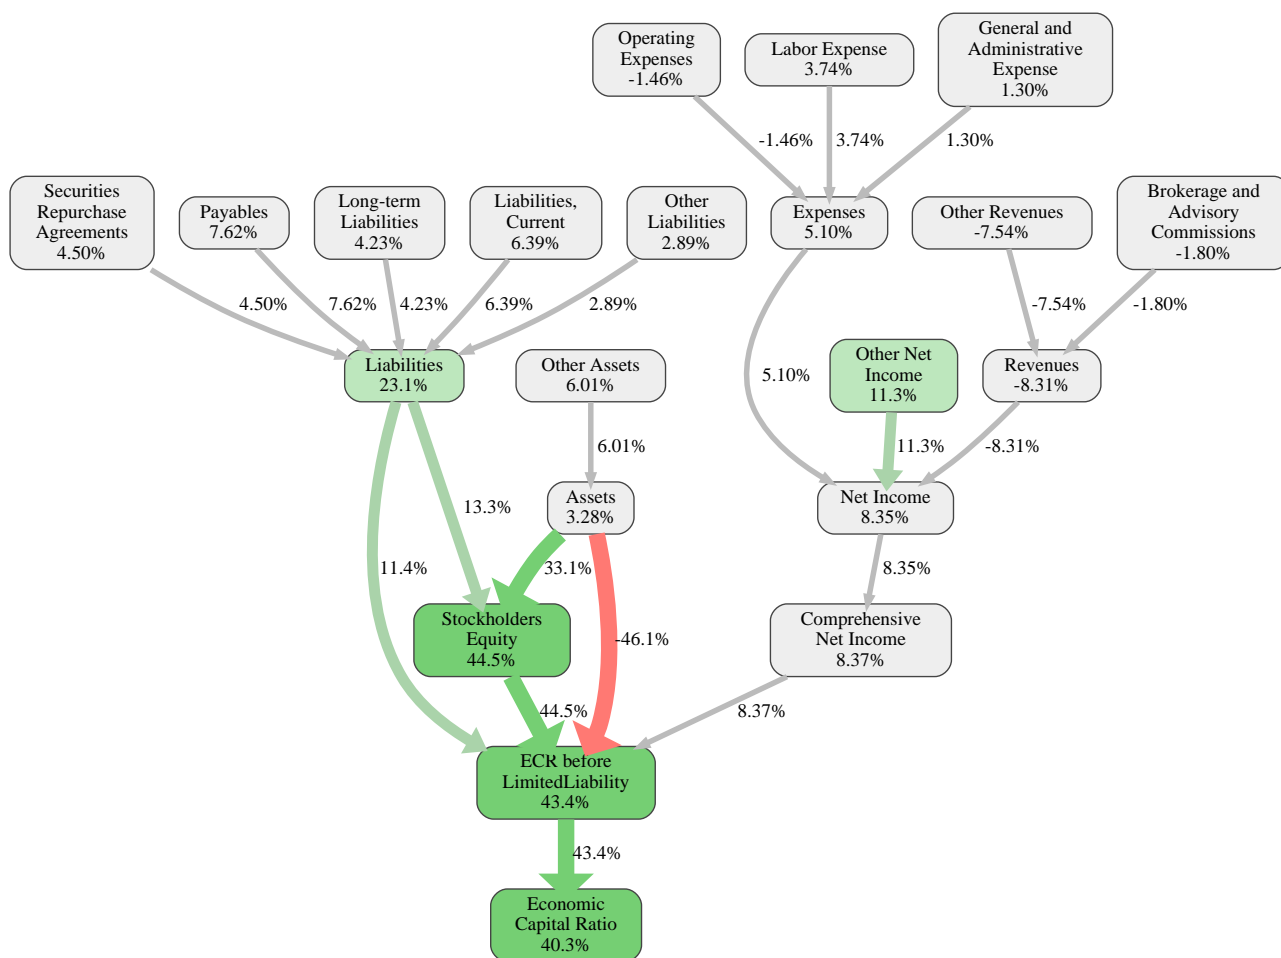 Operating
Expenses
-1.46%
Labor Expense
3.74%
General and
Administrative
Expense
1.30%
-1.46%
3.74%
1.30%
Securities
Repurchase
Agreements
4.50%
Payables
7.62%
Long-term
Liabilities
4.23%
Liabilities,
Current
6.39%
Other
Liabilities
2.89%
Expenses
5.10%
Other Revenues
-7.54%
Brokerage and
Advisory
Commissions
-1.80%
4.50%
7.62%
4.23%
6.39%
2.89%
-7.54%
-1.80%
Liabilities
23.1%
Other Assets
6.01%
5.10%
Other Net
Income
11.3%
Revenues
-8.31%
6.01%
11.3%
-8.31%
13.3%
Assets
3.28%
Net Income
8.35%
11.4%
33.1%
8.35%
Stockholders
Equity
44.5%
-46.1%
Comprehensive
Net Income
8.37%
44.5%
8.37%
ECR before
LimitedLiability
43.4%
43.4%
Economic
Capital Ratio
40.3%